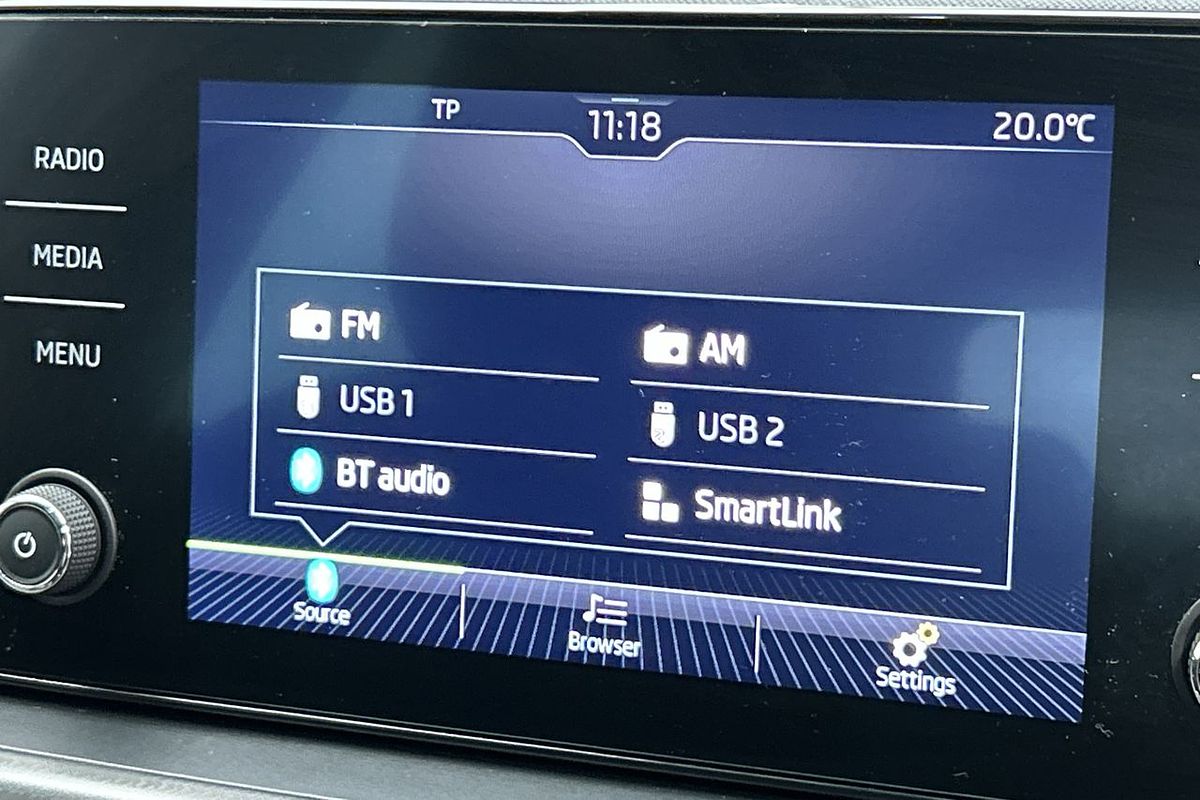 TP 11:18 20.0°C
RADIO
MEDIA
MENU
FM
AM
USB 1
USB 2
BT audio
SmartLink
Source
Browser
Settings